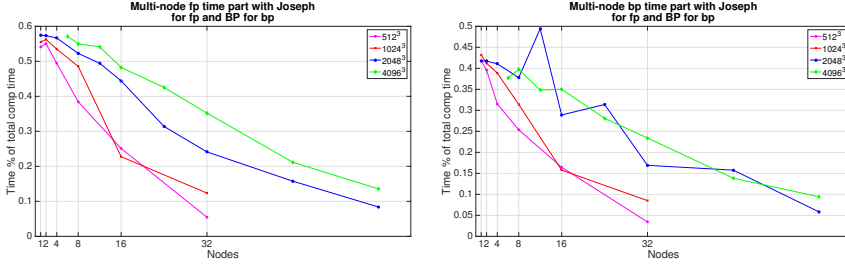 Multi-node fp time part with Joseph
for fp and BP for bp
Time % of total comp time
0.6
0.5
0.4
0.3
0.2
0.1
0
1 2 4 8 16 32
Nodes
512³
1024³
2048³
4096³
Multi-node bp time part with Joseph
for fp and BP for bp
Time % of total comp time
0.5
0.45
0.4
0.35
0.3
0.25
0.2
0.15
0.1
0.05
0
1 2 4 8 16 32
Nodes
512³
1024³
2048³
4096³